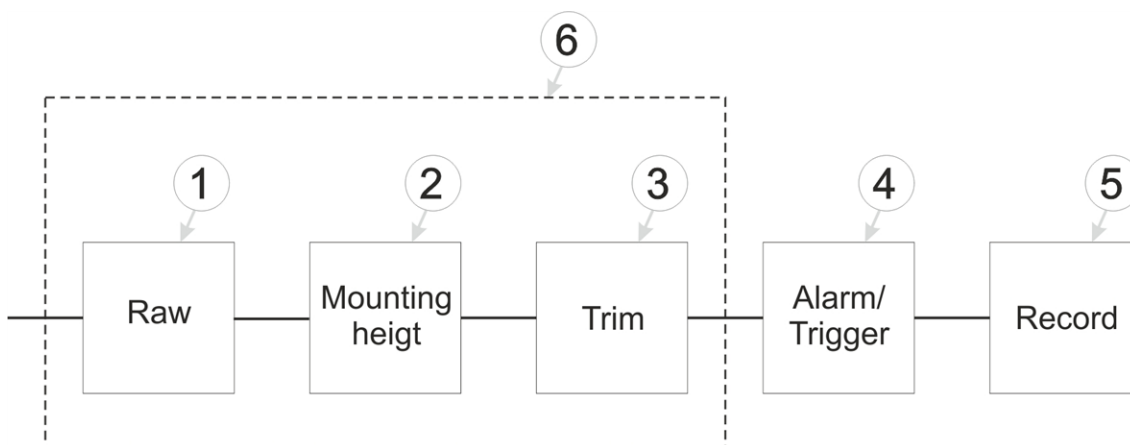 6
1
2
3
4
5
Raw
Mounting
heigt
Trim
Alarm/
Trigger
Record